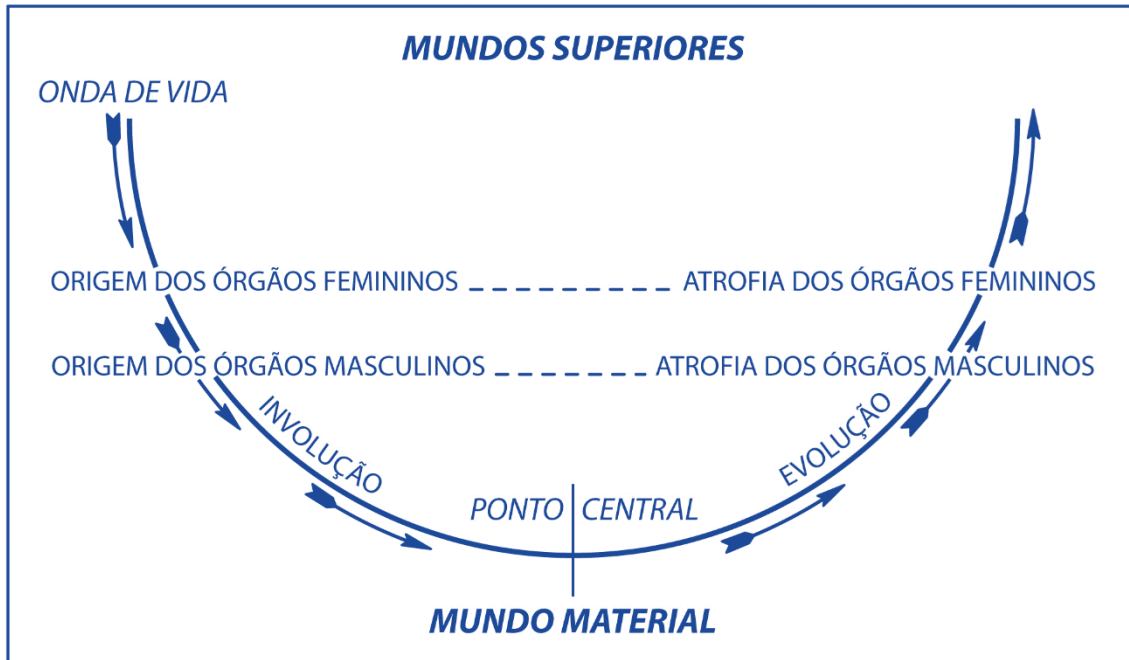 MUNDOS SUPERIORES
ONDA DE VIDA
ORIGEM DOS ÓRGÃOS FEMININOS
ATROFIA DOS ÓRGÃOS FEMININOS
ORIGEM DOS ÓRGÃOS MASCULINOS
ATROFIA DOS ÓRGÃOS MASCULINOS
INVOLUÇÃO
EVOLUÇÃO
PONTO CENTRAL
MUNDO MATERIAL